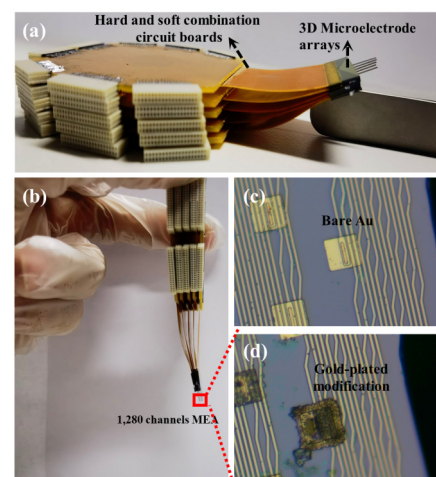 (a)
Hard and soft combination
circuit boards
3D Microelectrode
arrays
(b)
1,280 channels MEA
(c)
Bare Au
(d)
Gold-plated
modification